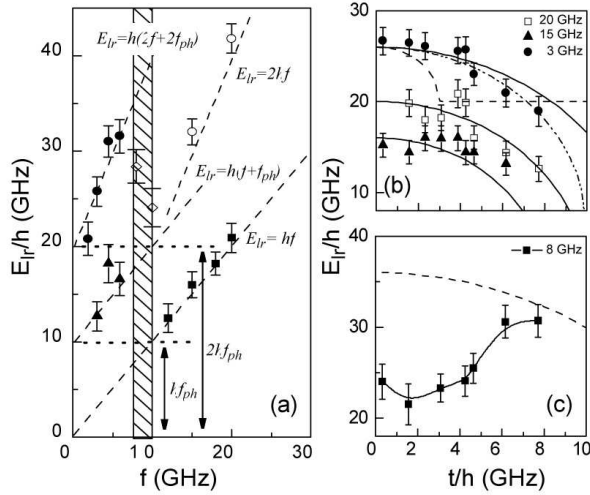 40
30
20
10
0
E_lr/h (GHz)
0
10
20
30
f (GHz)
E_lr=h(2f+2f_ph)
E_lr=2hf
E_lr=h(f+f_ph)
E_lr= hf
2hf_ph
hf_ph
(a)
30
20
10
□ 20 GHz
▲ 15 GHz
● 3 GHz
(b)
40
30
20
E_lr/h (GHz)
■ 8 GHz
(c)
0
2
4
6
8
10
t/h (GHz)